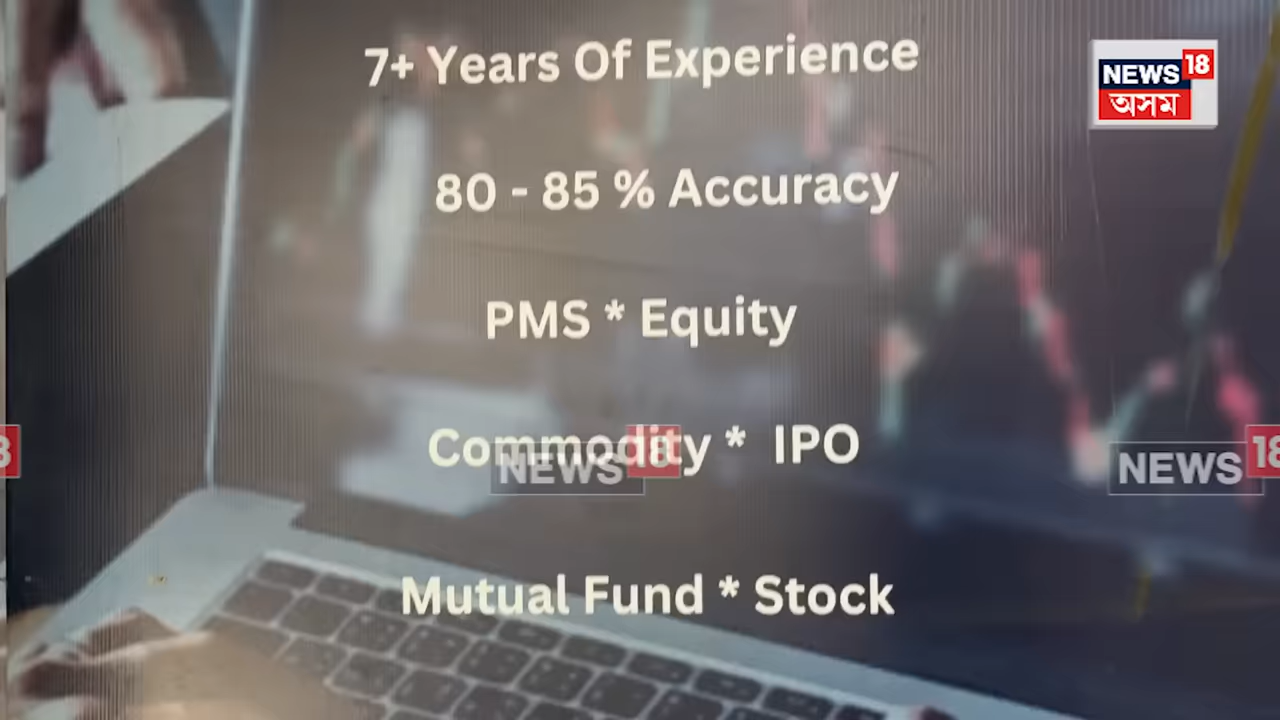 7+ Years Of Experience
NEWS 18
অসম
80 - 85 % Accuracy
PMS * Equity
Commodity * IPO
8
NEWS 18
NEWS 18
Mutual Fund * Stock